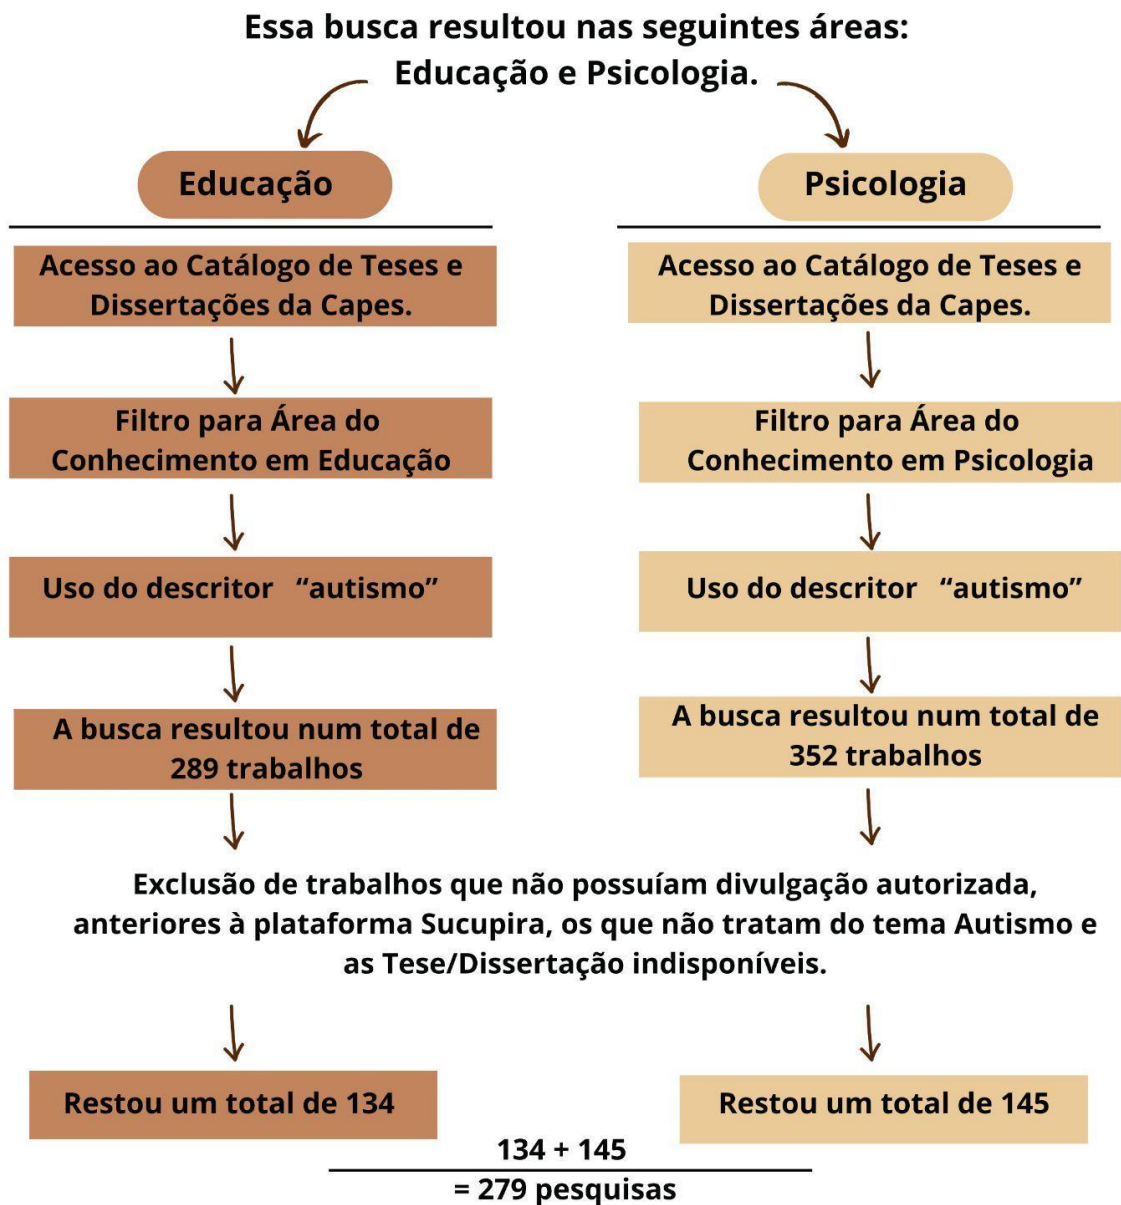 Essa busca resultou nas seguintes áreas:
Educação e Psicologia.
Educação
Acesso ao Catálogo de Teses e
Dissertações da Capes.
Filtro para Área do
Conhecimento em Educação
Uso do descritor “autismo”
A busca resultou num total de
289 trabalhos
Psicologia
Acesso ao Catálogo de Teses e
Dissertações da Capes.
Filtro para Área do
Conhecimento em Psicologia
Uso do descritor “autismo”
A busca resultou num total de
352 trabalhos
Exclusão de trabalhos que não possuíam divulgação autorizada,
anteriores à plataforma Sucupira, os que não tratam do tema Autismo e
as Tese/Dissertação indisponíveis.
Restou um total de 134
Restou um total de 145
134 + 145
= 279 pesquisas